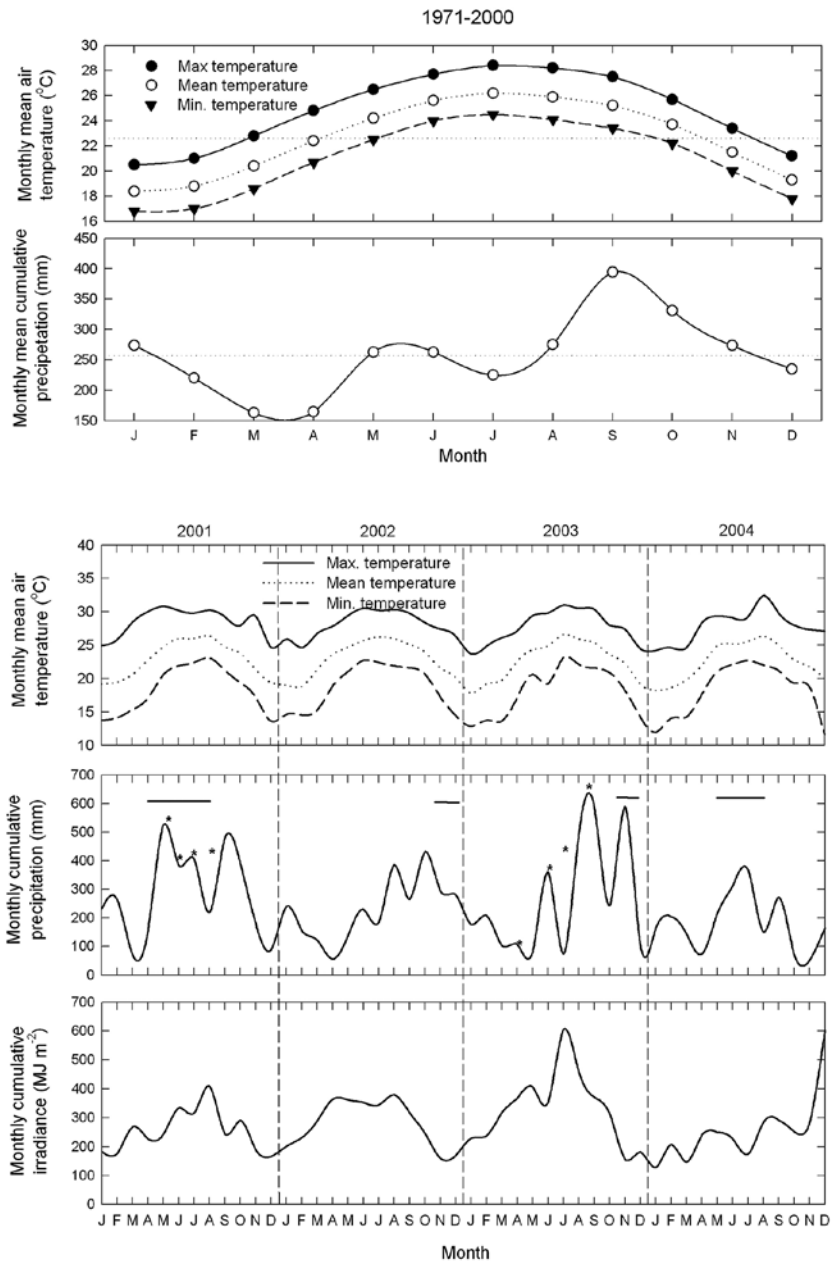 1971-2000
Monthly mean air
temperature (°C)
30
28
26
24
22
20
18
16
Max temperature
Mean temperature
Min. temperature
Monthly mean cumulative
precipetation (mm)
450
400
350
300
250
200
150
J F M A M J J A S O N D
Month
2001 2002 2003 2004
Monthly mean air
temperature (°C)
40
35
30
25
20
15
10
Max. temperature
Mean temperature
Min. temperature
Monthly cumulative
precipitation (mm)
700
600
500
400
300
200
100
0
* * * * * * * *
Monthly cumulative
irradiance (MJ m⁻²)
700
600
500
400
300
200
100
0
J F M A M J J A S O N D J F M A M J J A S O N D J F M A M J J A S O N D J F M A M J J A S O N D
Month